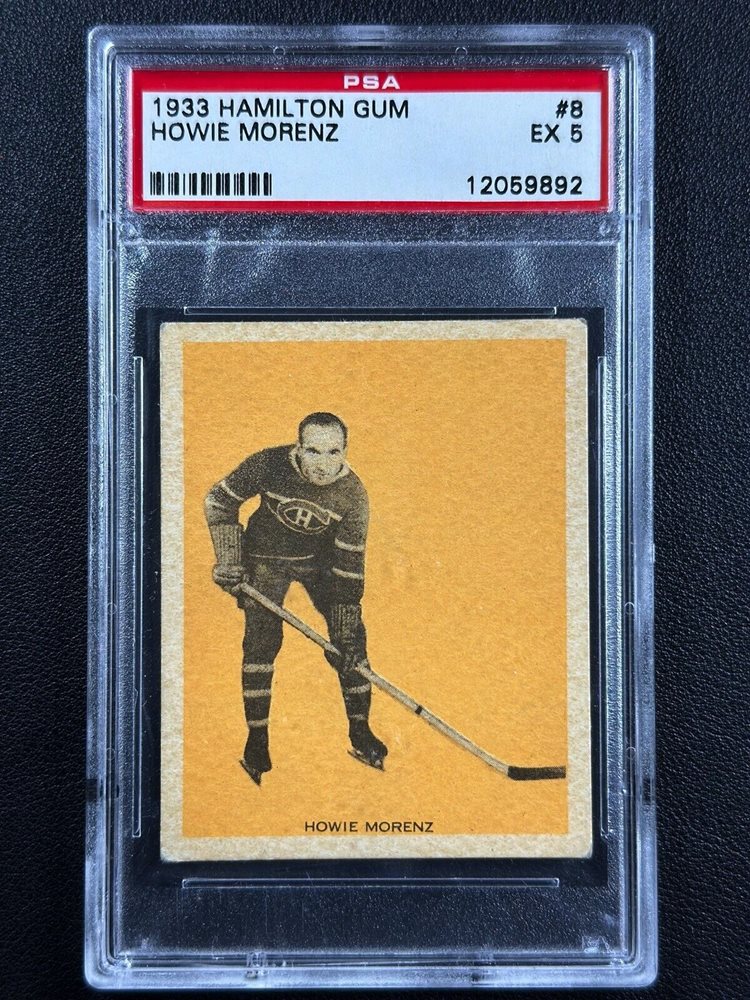 PSA
1933 HAMILTON GUM #8
HOWIE MORENZ EX 5
12059892
H
HOWIE MORENZ